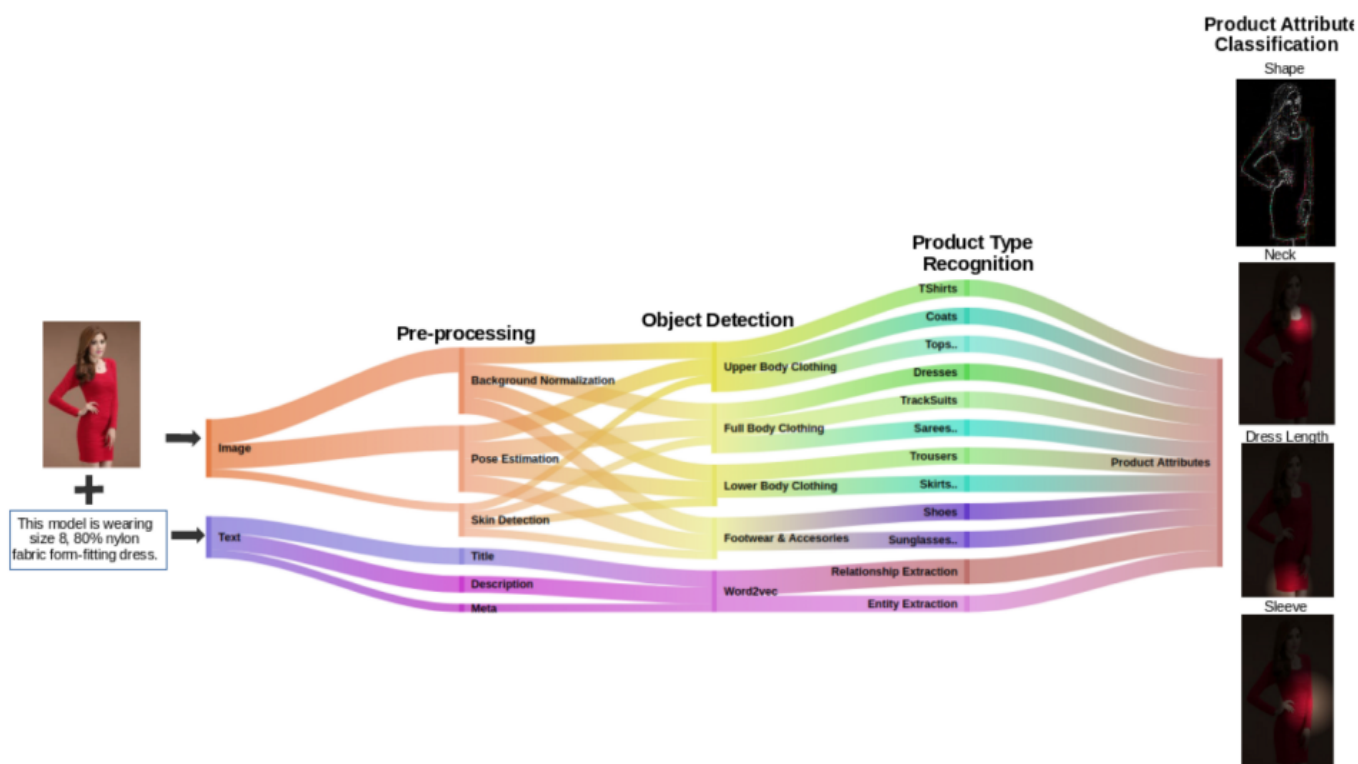 Product Attribute
Classification
Shape
Neck
Dress Length
Sleeve
Product Type
Recognition
Object Detection
Pre-processing
TShirts
Coats
Tops..
Dresses
TrackSuits
Sarees..
Trousers
Skirts..
Shoes
Sunglasses..
Relationship Extraction
Entity Extraction
Upper Body Clothing
Full Body Clothing
Lower Body Clothing
Footwear & Accesories
Word2vec
Background Normalization
Pose Estimation
Skin Detection
Title
Description
Meta
Image
Text
Product Attributes
+
This model is wearing
size 8, 80% nylon
fabric form-fitting dress.